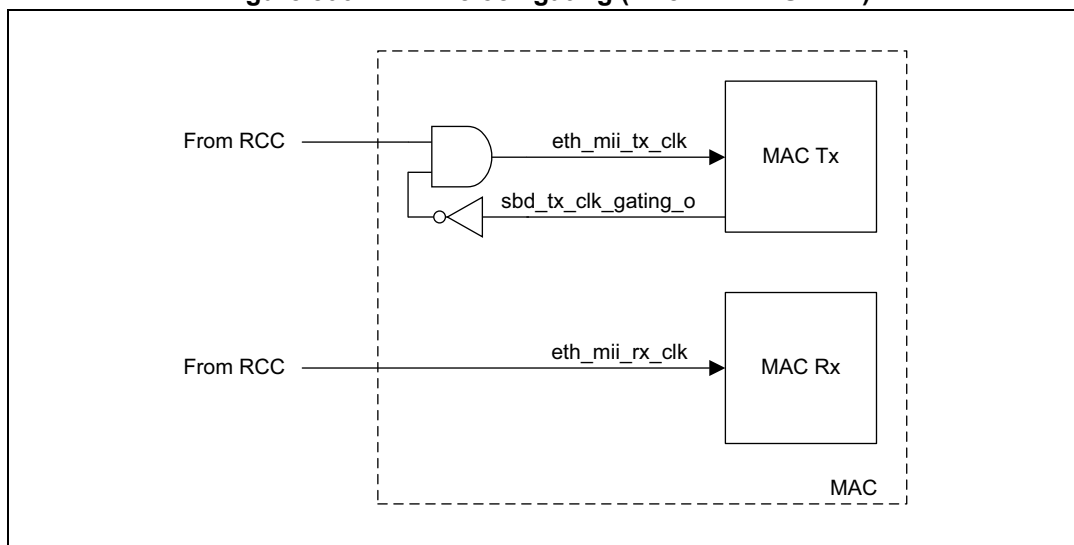 From RCC
eth_mii_tx_clk
MAC Tx
sbd_tx_clk_gating_o
From RCC
eth_mii_rx_clk
MAC Rx
MAC